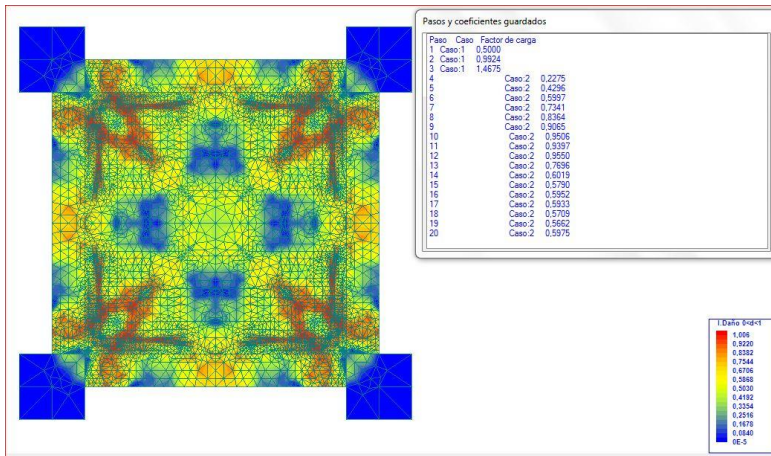 Pasos y coeficientes guardados
Paso Caso Factor de carga
1 Caso:1 0,5000
2 Caso:1 0,9924
3 Caso:1 1,4675
4 Caso:2 0,2275
5 Caso:2 0,4296
6 Caso:2 0,5997
7 Caso:2 0,7341
8 Caso:2 0,8364
9 Caso:2 0,9065
10 Caso:2 0,9506
11 Caso:2 0,9397
12 Caso:2 0,9550
13 Caso:2 0,7696
14 Caso:2 0,6019
15 Caso:2 0,5790
16 Caso:2 0,5952
17 Caso:2 0,5933
18 Caso:2 0,5709
19 Caso:2 0,5662
20 Caso:2 0,5975
I.Daño 0<d<1
1,006
0,9220
0,8382
0,7544
0,6706
0,5868
0,5030
0,4192
0,3354
0,2516
0,1678
0,0840
0E-5